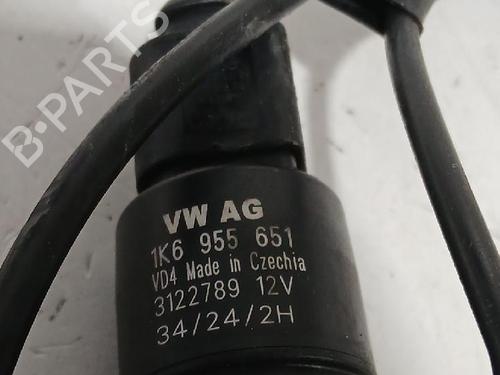 B-PARTS
VW AG
1K6 955 651
VD4 Made in Czechia
3122789 12V
34/24/2H